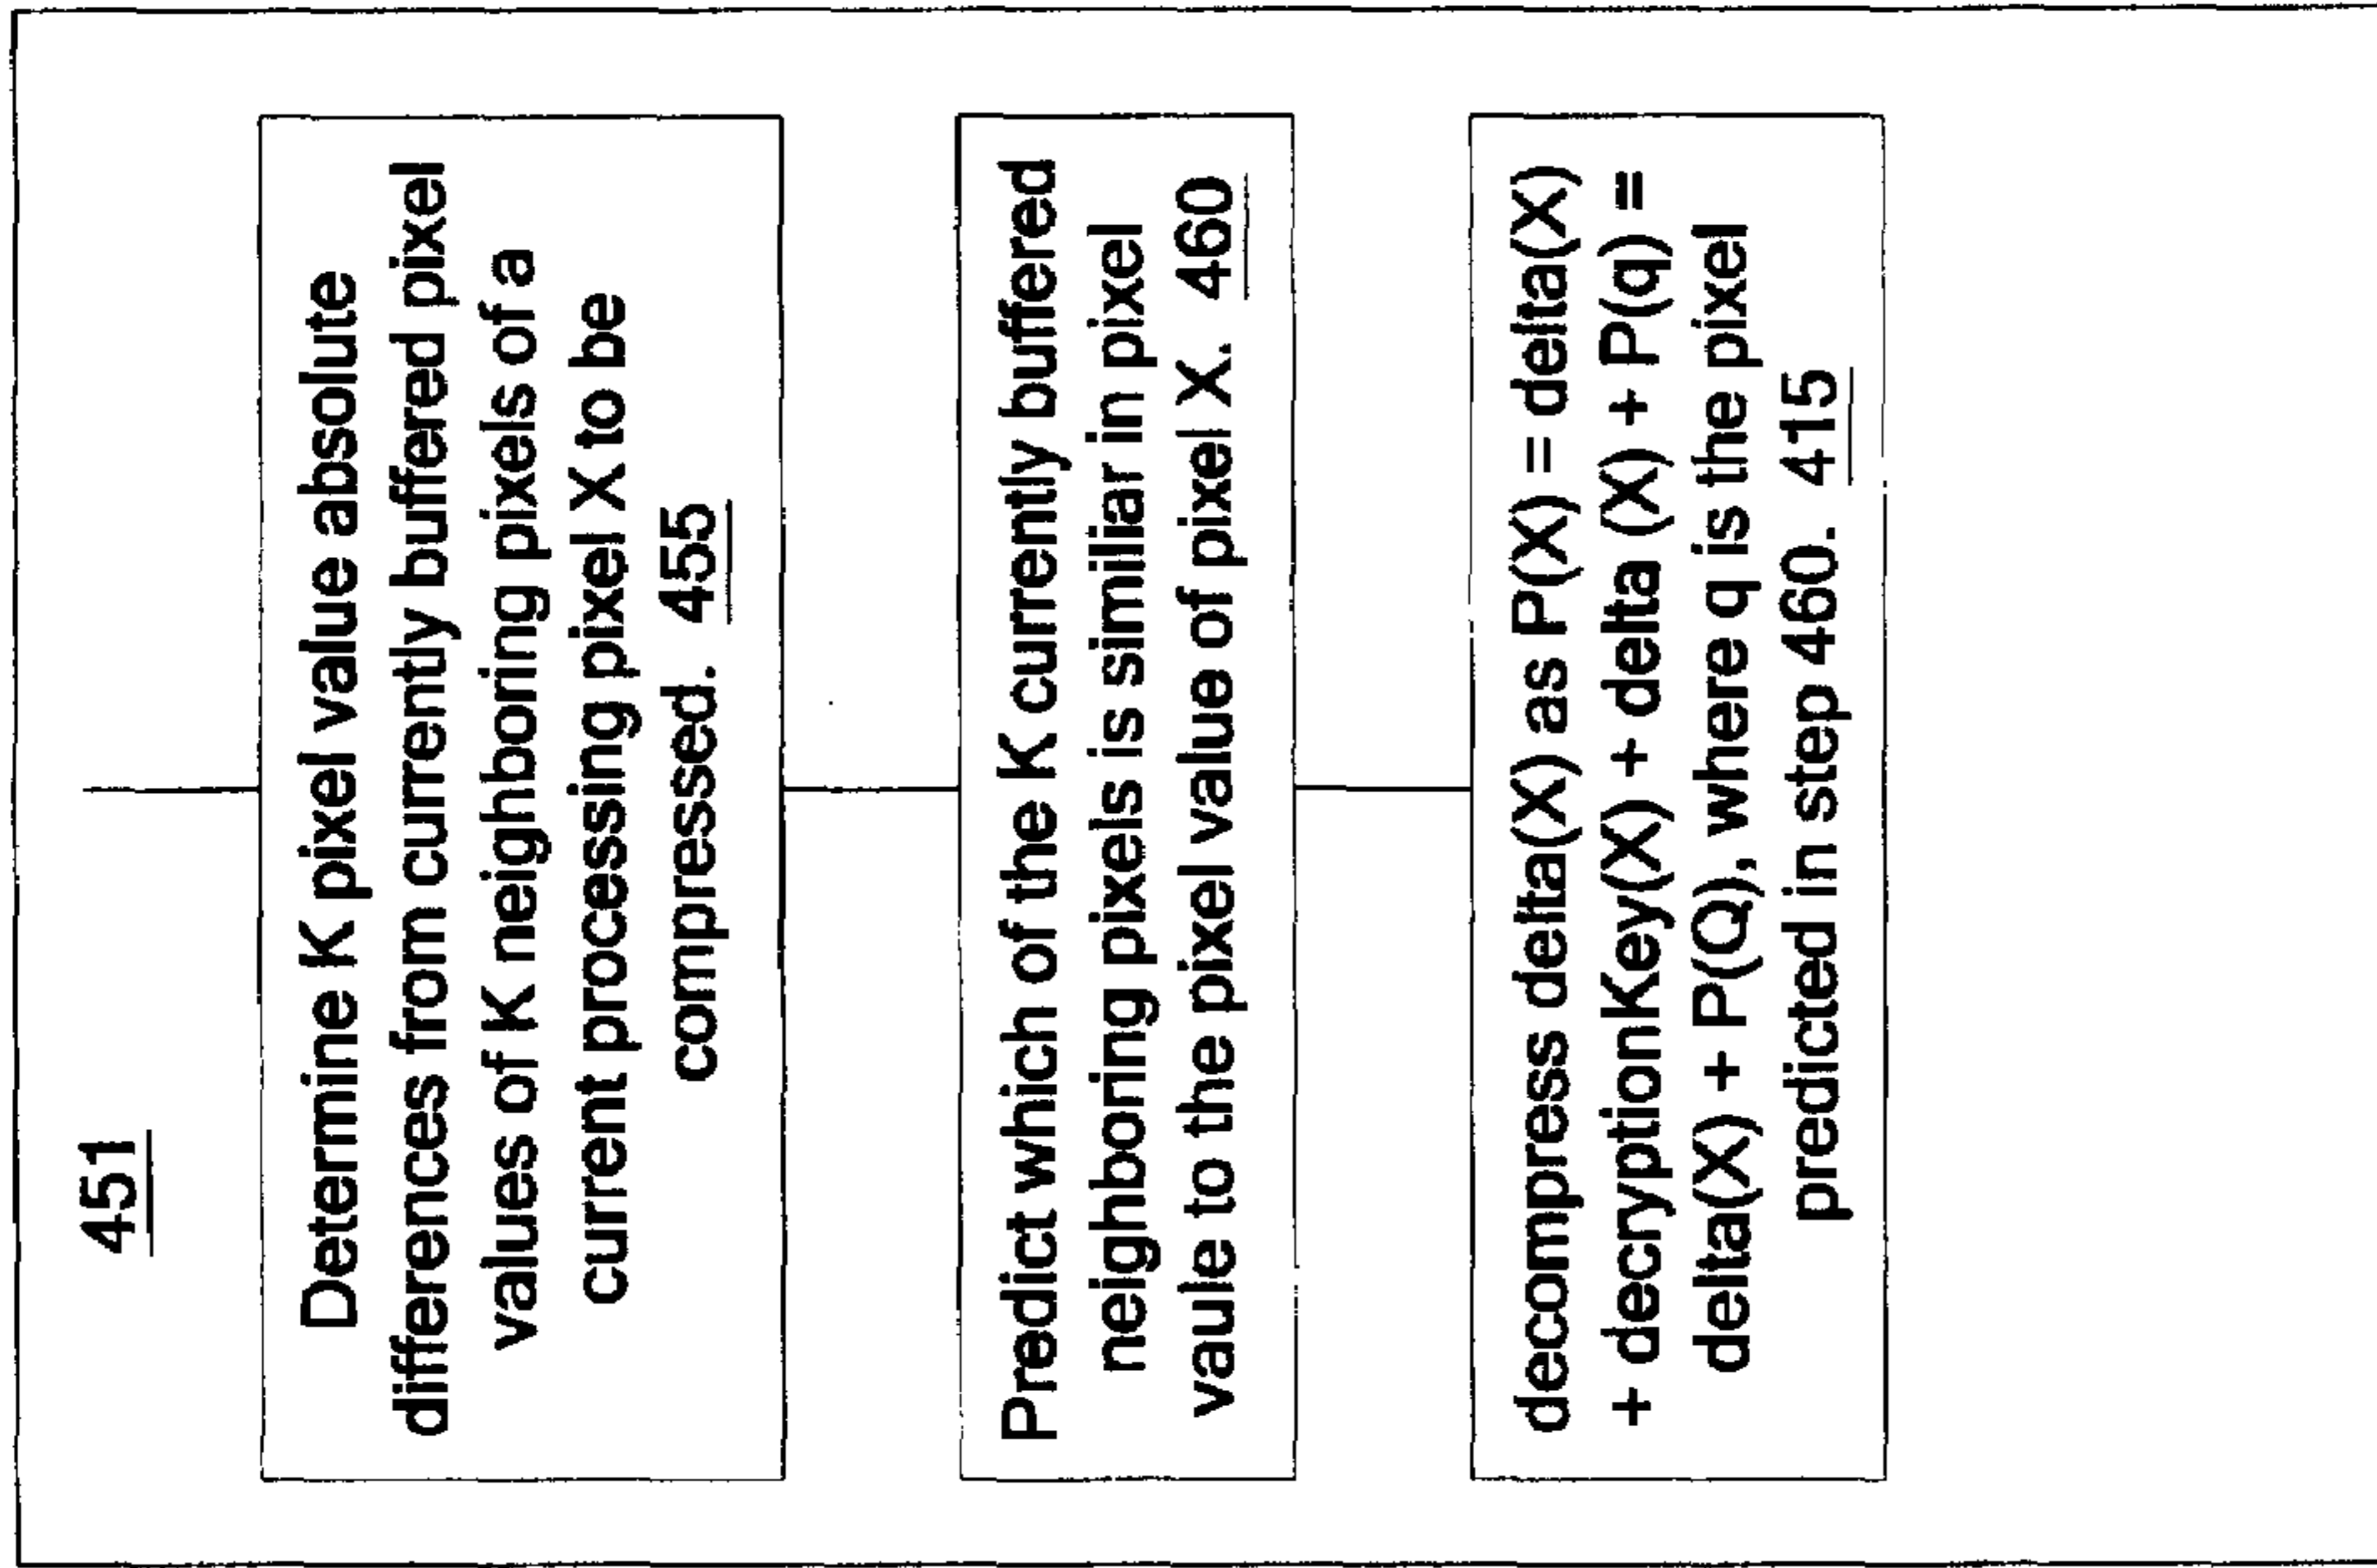 451
Determine K pixel value absolute
differences from currently buffered pixel
values of K neighboring pixels of a
current processing pixel X to be
compressed. 455
Predict which of the K currently buffered
neighboring pixels is similiar in pixel
vaule to the pixel value of pixel X. 460
decompress delta(X) as P(X) = delta(X)
+ decryptionKey(X) + delta (X) + P(q) =
delta(X) + P(Q), where q is the pixel
predicted in step 460. 415